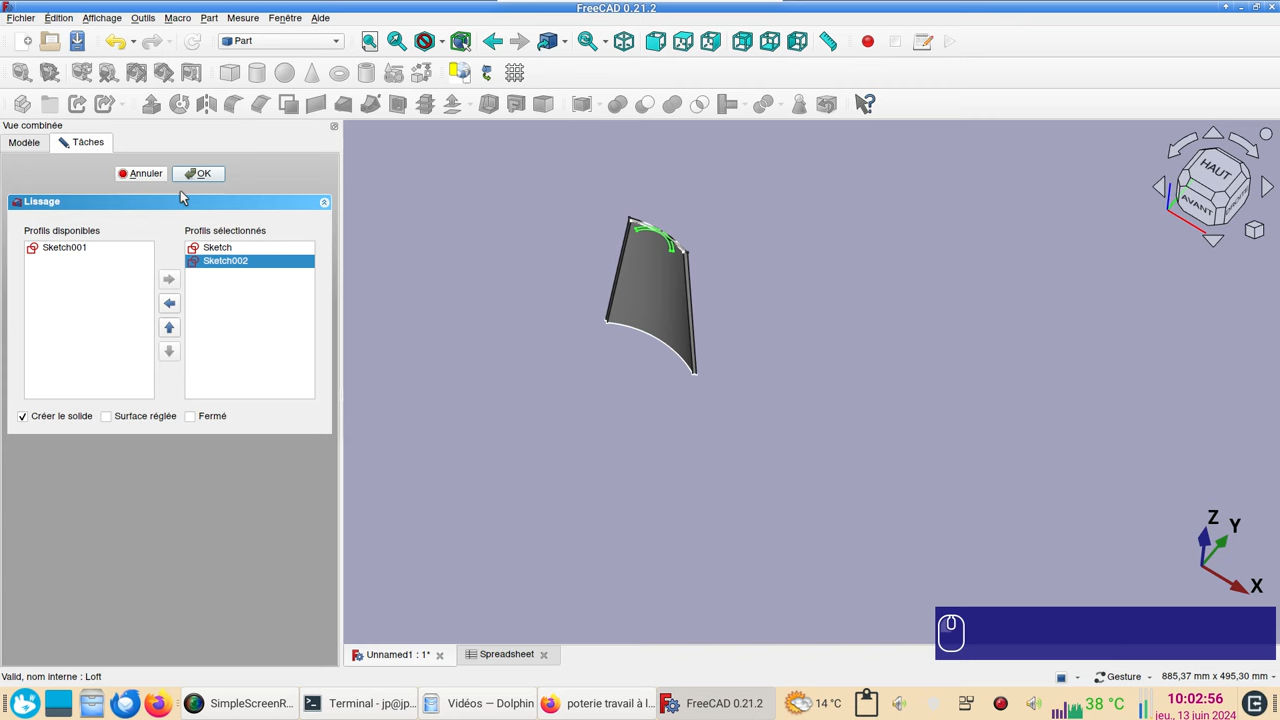 FreeCAD 0.21.2
Fichier Édition Affichage Outils Macro Part Mesure Fenêtre Aide
Part
Vue combinée
Modèle Tâches
Annuler OK
Lissage
Profils disponibles Profils sélectionnés
Sketch001 Sketch
Sketch002
Créer le solide Surface réglée Fermé
HAUT
AVANT
Z
Y
X
Unnamed1 : 1* Spreadsheet
Valid, nom interne : Loft Gesture 885,37 mm x 495,30 mm
SimpleScreenR... Terminal - jp@jp... Vidéos — Dolphin poterie travail à l... FreeCAD 0.21.2 14 °C 38 °C 10:02:56
jeu., 13 juin 2024